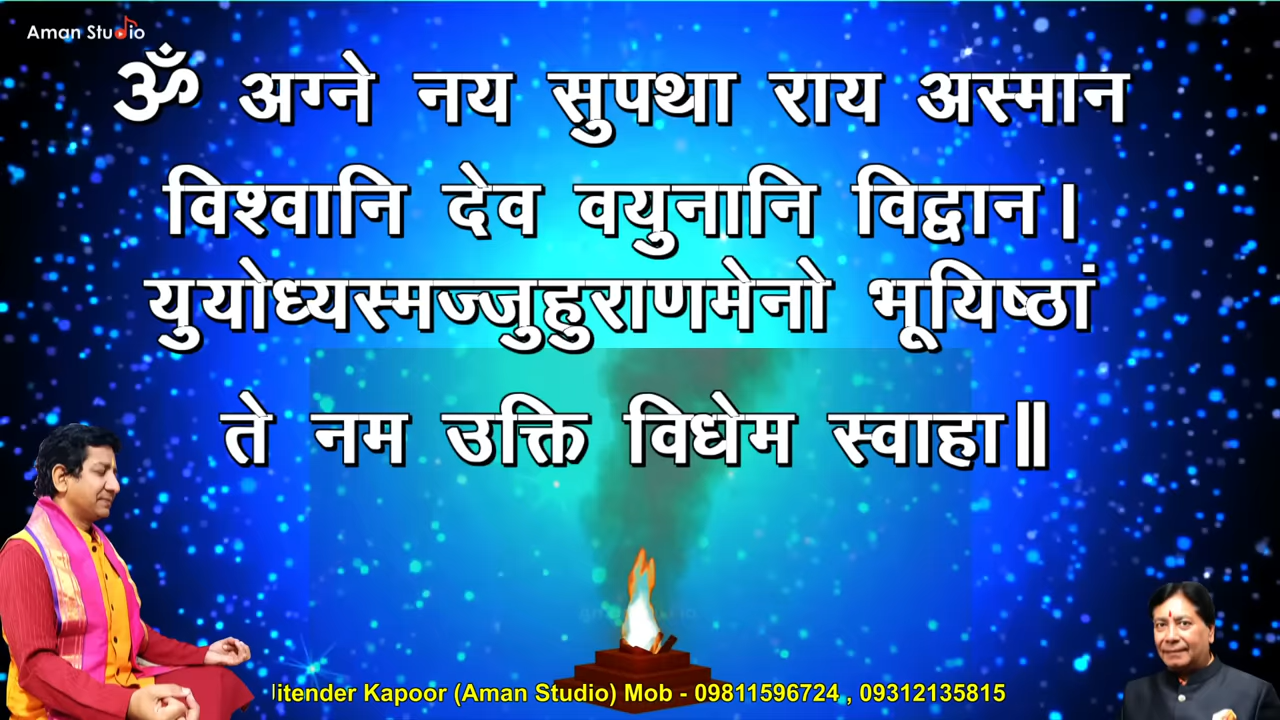 Aman Studio
ॐ अग्ने नय सुपथा राय अस्मान
विश्वानि देव वयुनानि विद्वान।
युयोध्यस्मज्जुहुराणमेनो भूयिष्ठां
ते नम उक्ति विधेम स्वाहा॥
Jitender Kapoor (Aman Studio) Mob - 09811596724 , 09312135815